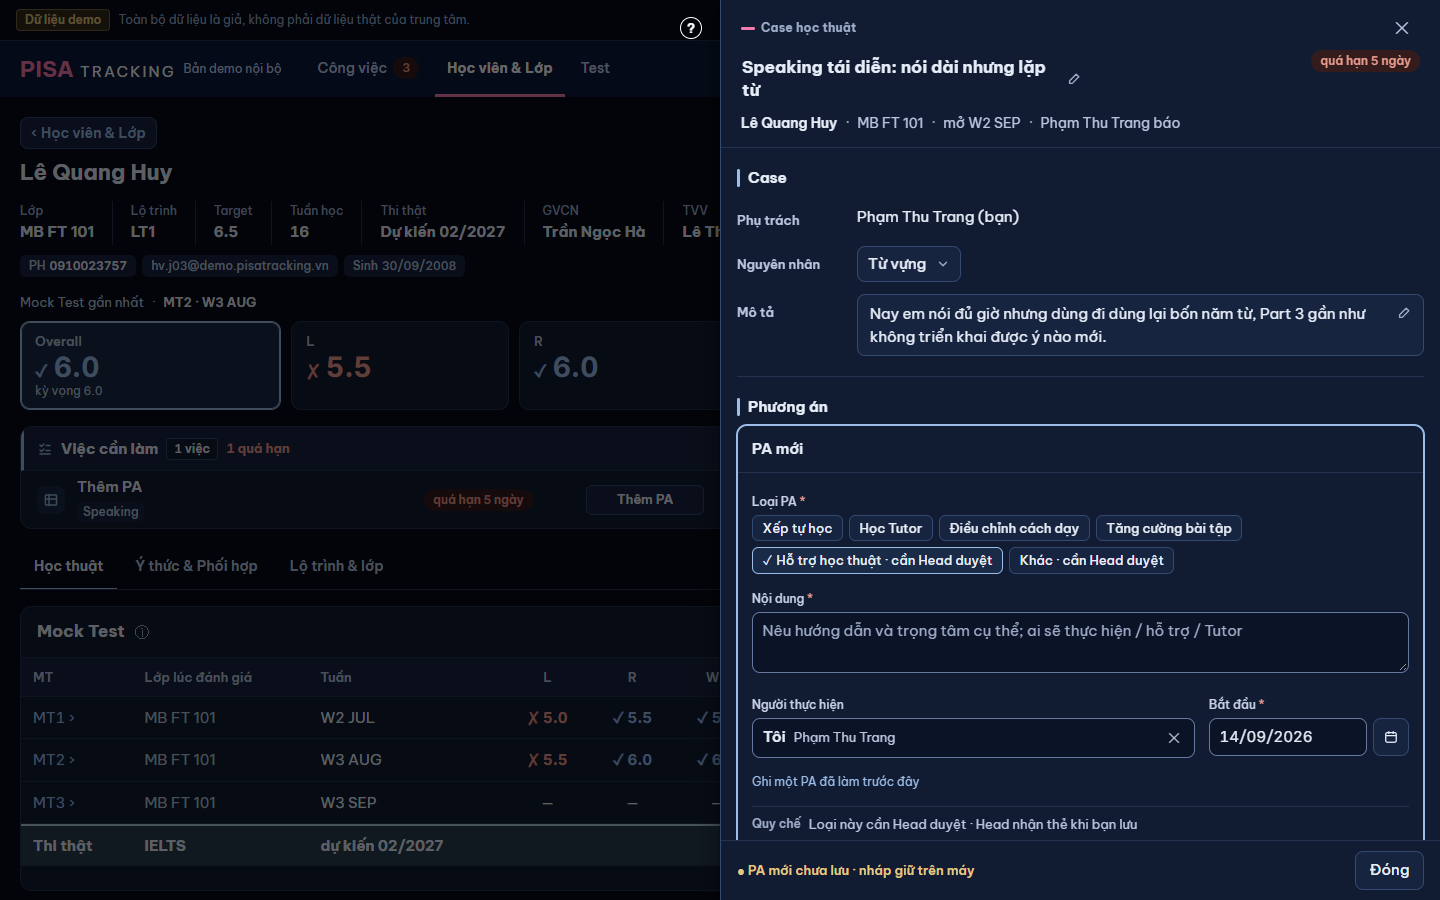 Dữ liệu demo Toàn bộ dữ liệu là giả, không phải dữ liệu thật của trung tâm.
?
PISA TRACKING Bản demo nội bộ Công việc 3 Học viên & Lớp Test
‹ Học viên & Lớp
Lê Quang Huy
Lớp Lộ trình Target Tuần học Thi thật GVCN TVV
MB FT 101 LT1 6.5 16 Dự kiến 02/2027 Trần Ngọc Hà Lê
PH 0910023757 hv.j03@demo.pisatracking.vn Sinh 30/09/2008
Mock Test gần nhất · MT2 · W3 AUG
Overall L R
✓ 6.0 ✗ 5.5 ✓ 6.0
kỳ vọng 6.0
Việc cần làm 1 việc 1 quá hạn
Thêm PA
Speaking
quá hạn 5 ngày Thêm PA
Học thuật Ý thức & Phối hợp Lộ trình & lớp
Mock Test ⓘ
MT Lớp lúc đánh giá Tuần L R W
MT1 › MB FT 101 W2 JUL ✗ 5.0 ✓ 5.5 ✓ 5
MT2 › MB FT 101 W3 AUG ✗ 5.5 ✓ 6.0 ✓ 6
MT3 › MB FT 101 W3 SEP – – –
Thi thật IELTS dự kiến 02/2027
Case học thuật
Speaking tái diễn: nói dài nhưng lặp
từ
quá hạn 5 ngày
Lê Quang Huy · MB FT 101 · mở W2 SEP · Phạm Thu Trang báo
Case
Phụ trách Phạm Thu Trang (bạn)
Nguyên nhân Từ vựng
Mô tả Nay em nói đủ giờ nhưng dùng đi dùng lại bốn năm từ, Part 3 gần như
không triển khai được ý nào mới.
Phương án
PA mới
Loại PA *
Xếp tự học Học Tutor Điều chỉnh cách dạy Tăng cường bài tập
✓ Hỗ trợ học thuật · cần Head duyệt Khác · cần Head duyệt
Nội dung *
Nêu hướng dẫn và trọng tâm cụ thể; ai sẽ thực hiện / hỗ trợ / Tutor
Người thực hiện Bắt đầu *
Tôi Phạm Thu Trang 14/09/2026
Ghi một PA đã làm trước đây
Quy chế Loại này cần Head duyệt · Head nhận thẻ khi bạn lưu
PA mới chưa lưu · nháp giữ trên máy Đóng